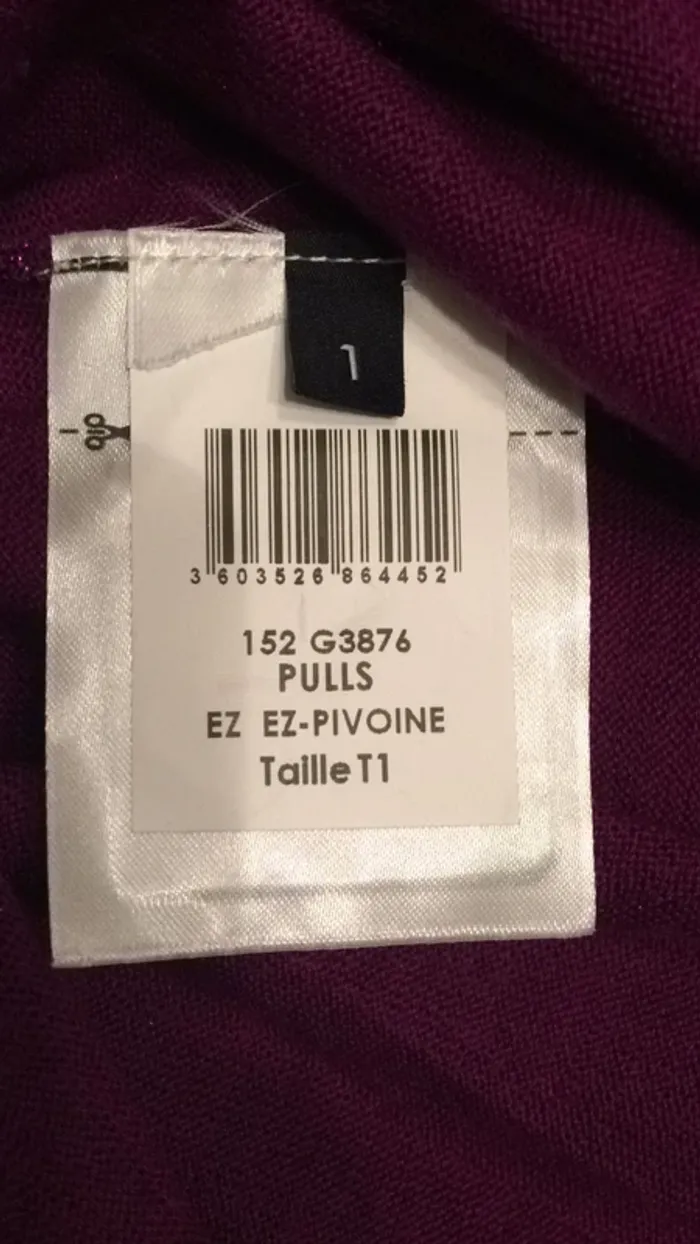 1
3 603526 864452
152 G3876
PULLS
EZ EZ-PIVOINE
Taille T1